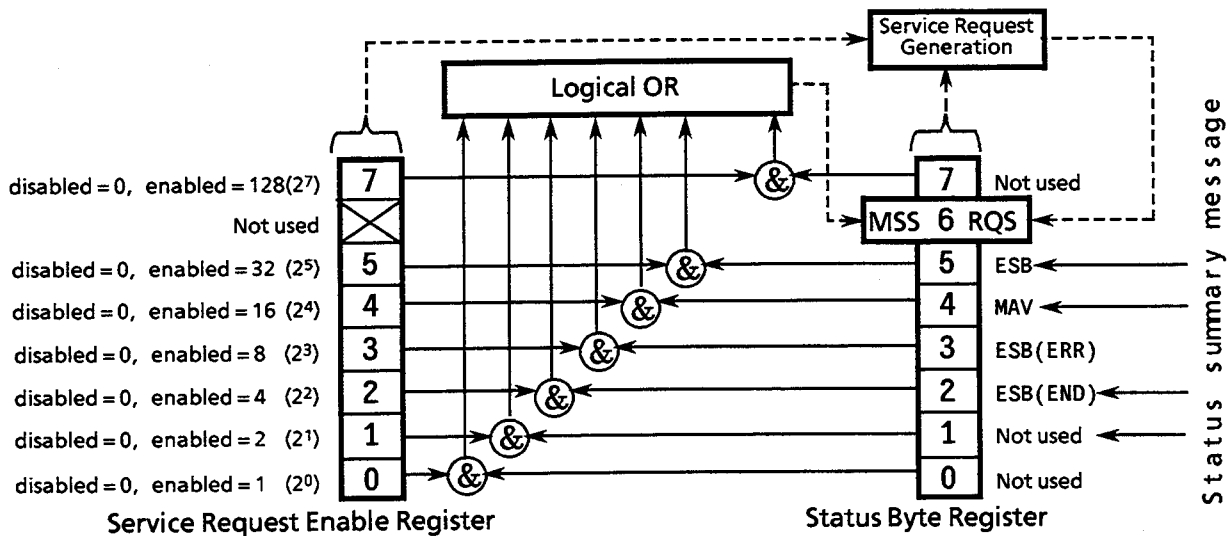 Service Request
Generation
Logical OR
disabled = 0, enabled = 128(2⁷) 7 & 7 Not used
Not used MSS 6 RQS
disabled = 0, enabled = 32 (2⁵) 5 & 5 ESB
disabled = 0, enabled = 16 (2⁴) 4 & 4 MAV
disabled = 0, enabled = 8 (2³) 3 & 3 ESB(ERR)
disabled = 0, enabled = 4 (2²) 2 & 2 ESB(END)
disabled = 0, enabled = 2 (2¹) 1 & 1 Not used
disabled = 0, enabled = 1 (2⁰) 0 & 0 Not used
Service Request Enable Register
Status Byte Register
Status summary message